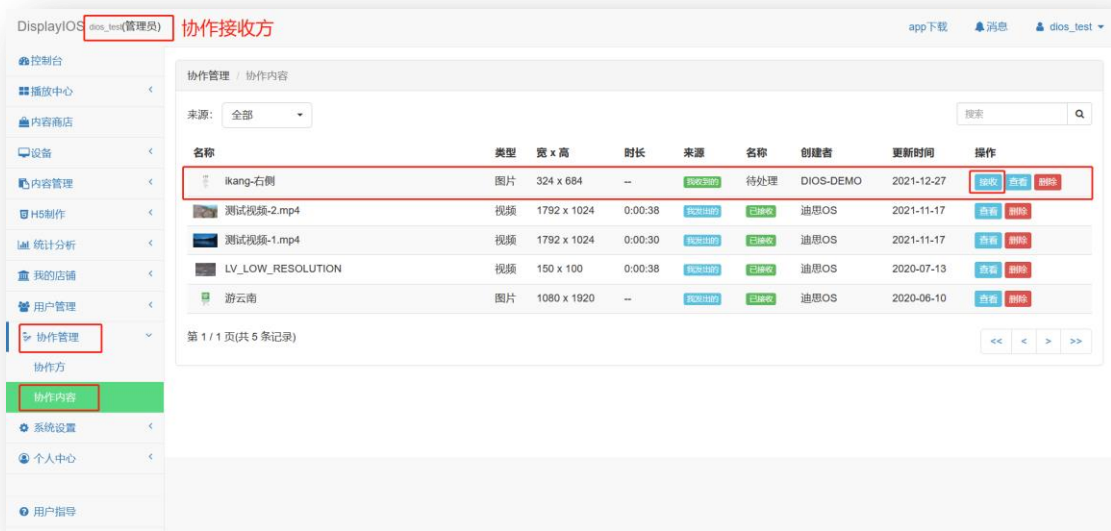 DisplayIOS dios_test(管理员) 协作接收方 app下载 消息 dios_test
控制台
播放中心
内容商店
设备
内容管理
H5制作
统计分析
我的店铺
用户管理
协作管理
协作方
协作内容
系统设置
个人中心
用户指导
协作管理 / 协作内容
来源: 全部 搜索
名称 类型 宽 x 高 时长 来源 名称 创建者 更新时间 操作
ikang-右侧 图片 324 x 684 -- 我收到的 待处理 DIOS-DEMO 2021-12-27 接收 查看 删除
测试视频-2.mp4 视频 1792 x 1024 0:00:38 我发出的 已接收 迪思OS 2021-11-17 查看 删除
测试视频-1.mp4 视频 1792 x 1024 0:00:30 我发出的 已接收 迪思OS 2021-11-17 查看 删除
LV_LOW_RESOLUTION 视频 150 x 100 0:00:38 我发出的 已接收 迪思OS 2020-07-13 查看 删除
游云南 图片 1080 x 1920 -- 我发出的 已接收 迪思OS 2020-06-10 查看 删除
第 1 / 1 页(共 5 条记录) << < > >>